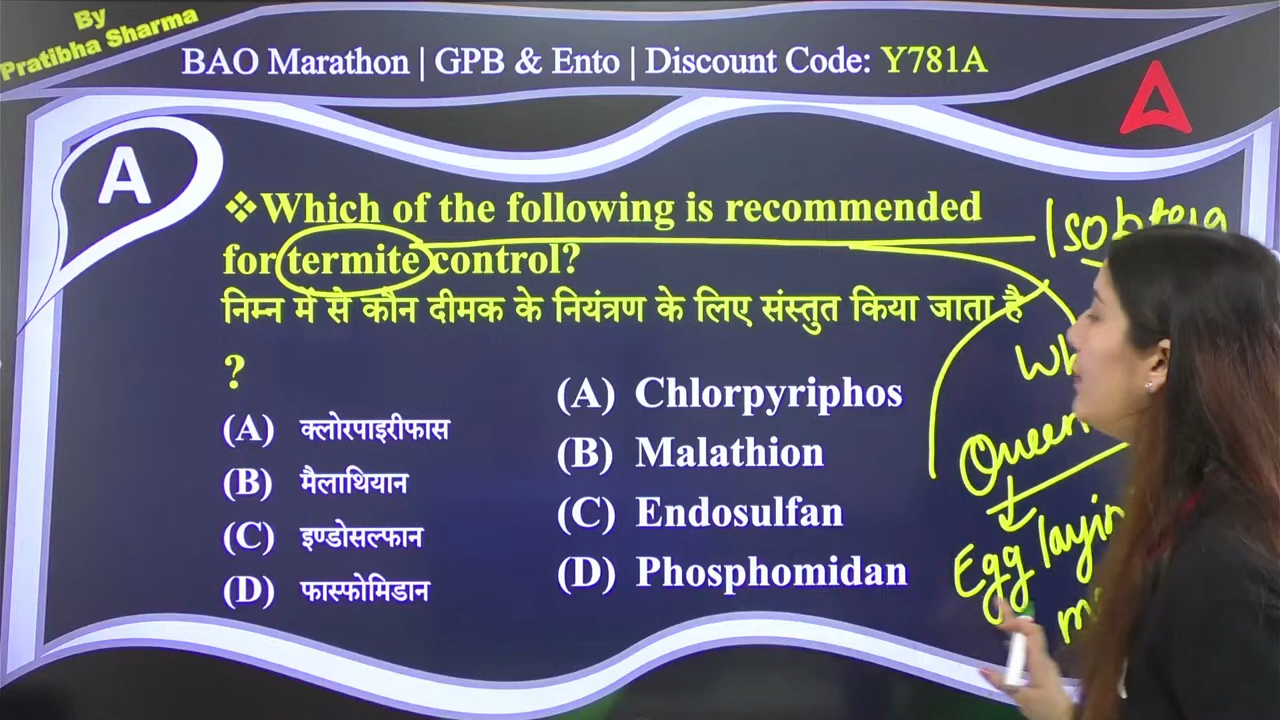 By
Pratibha Sharma
BAO Marathon | GPB & Ento | Discount Code: Y781A
A
❖Which of the following is recommended
for termite control?
निम्न में से कौन दीमक के नियंत्रण के लिए संस्तुत किया जाता है
?
(A) क्लोरपाइरीफास
(B) मैलाथियान
(C) इण्डोसल्फान
(D) फास्फोमिडान
(A) Chlorpyriphos
(B) Malathion
(C) Endosulfan
(D) Phosphomidan
Queen
Egg